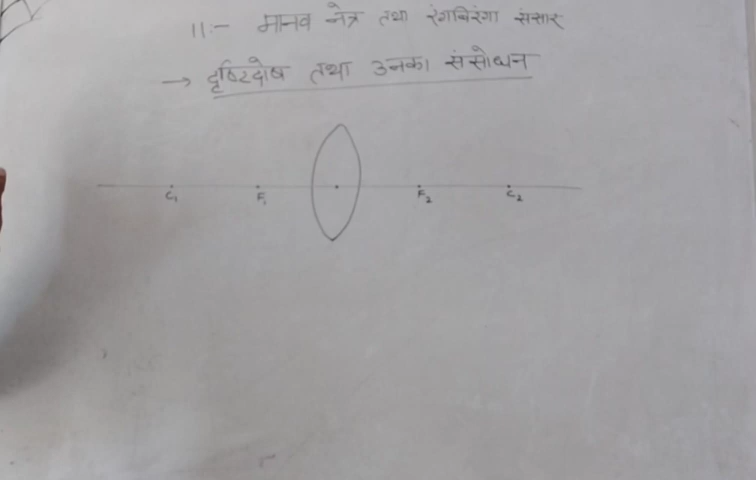 11:- मानव नेत्र तथा रंगबिरंगा संसार
→ दृष्टिदोष तथा उनका संसोधन
C₁ F₁ F₂ C₂